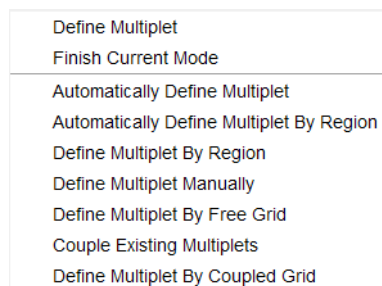 Define Multiplet
Finish Current Mode
Automatically Define Multiplet
Automatically Define Multiplet By Region
Define Multiplet By Region
Define Multiplet Manually
Define Multiplet By Free Grid
Couple Existing Multiplets
Define Multiplet By Coupled Grid